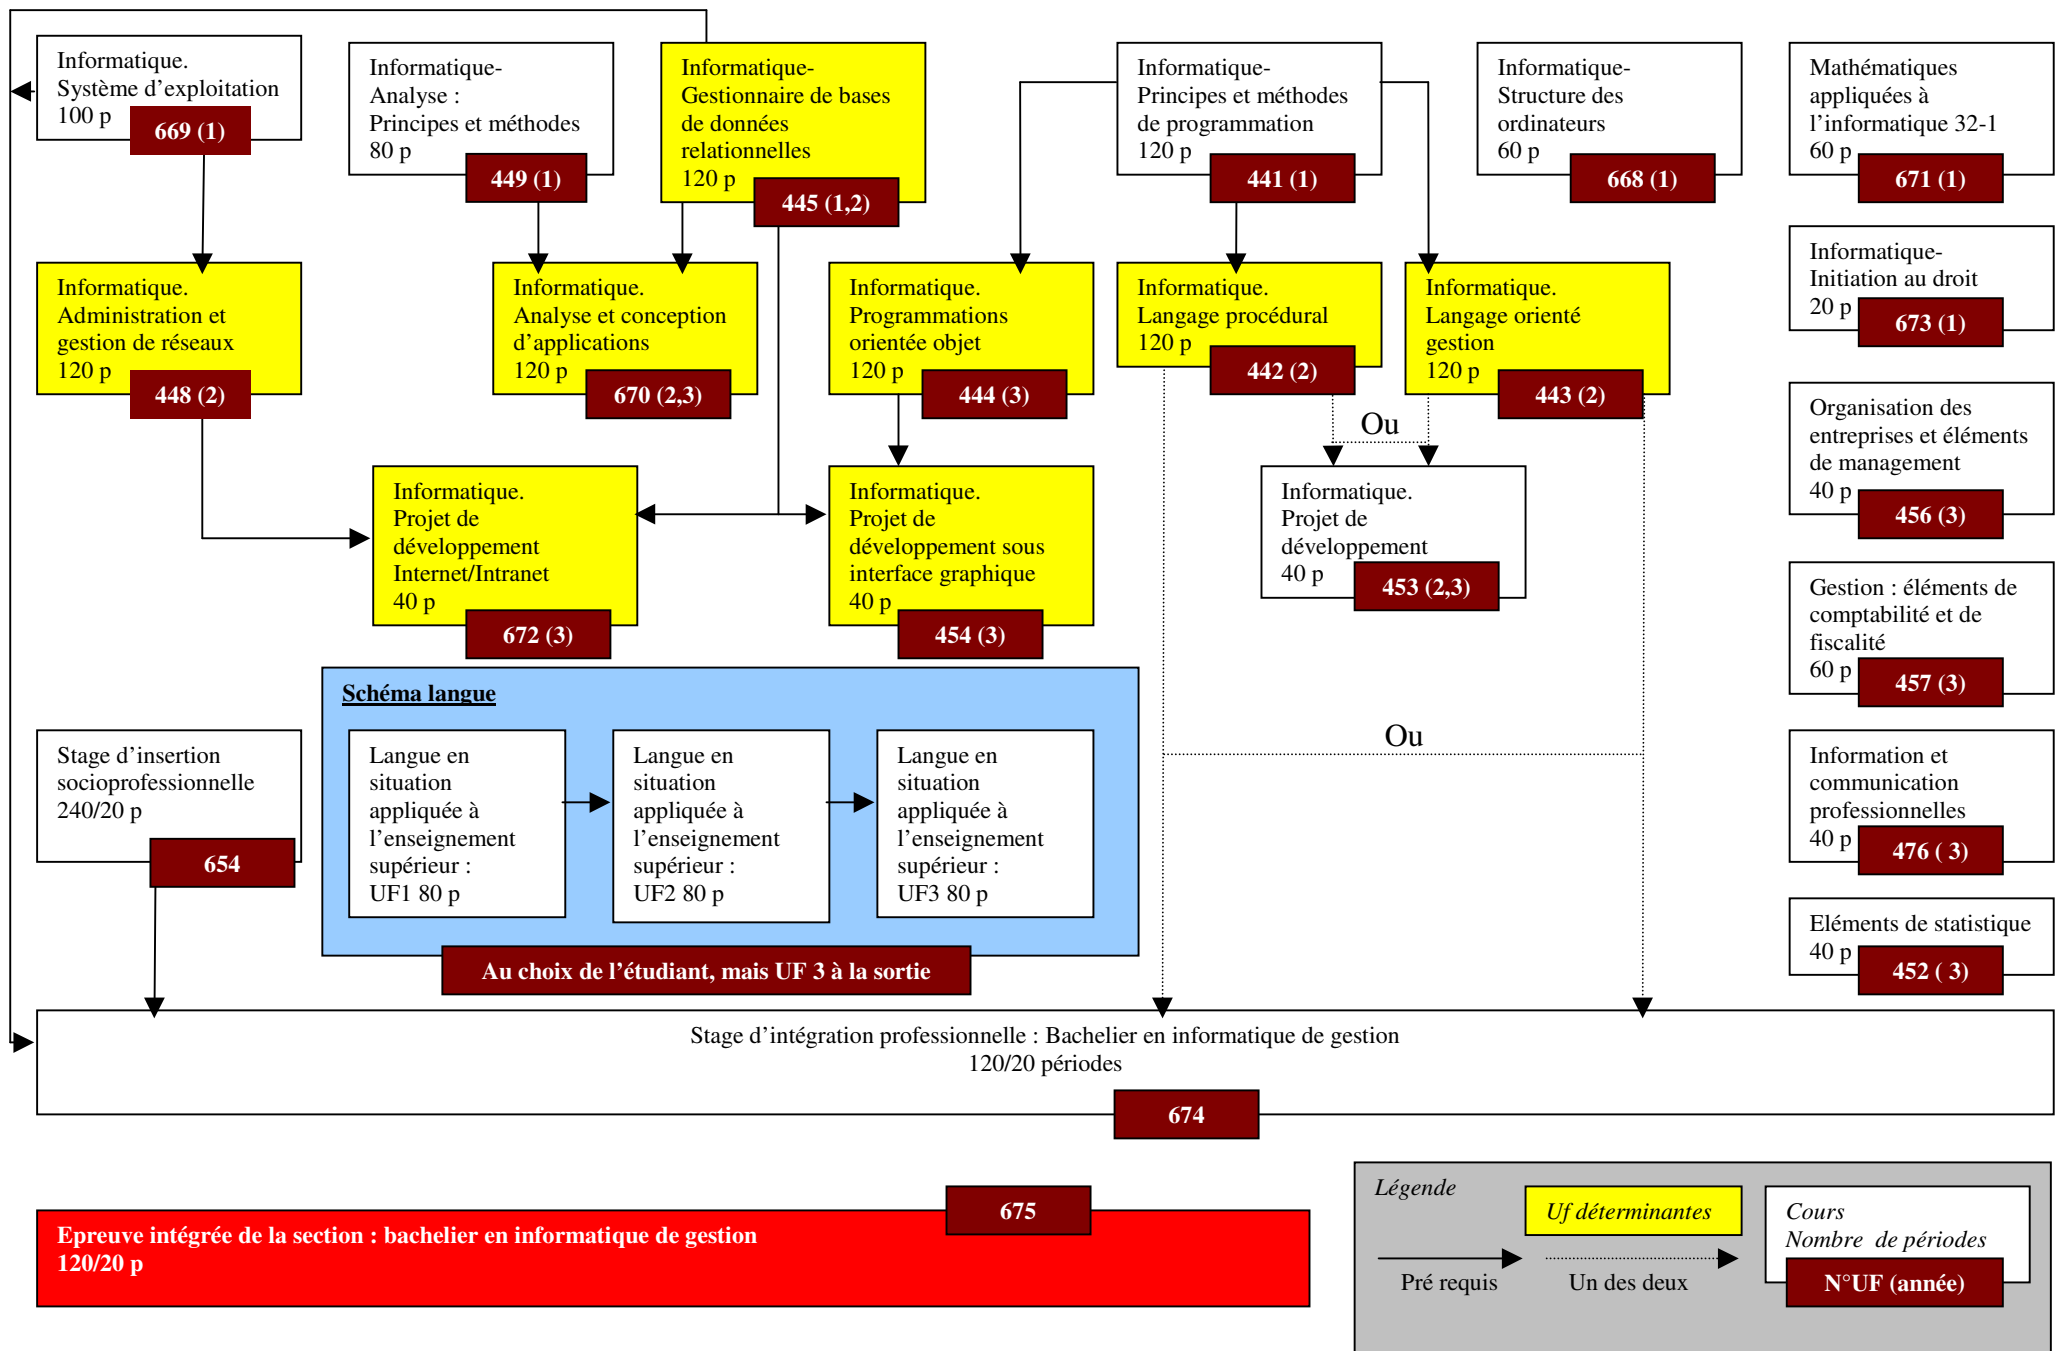 Informatique.
Système d’exploitation
100 p
669 (1)
Informatique-
Analyse :
Principes et méthodes
80 p
449 (1)
Informatique-
Gestionnaire de bases
de données
relationnelles
120 p
445 (1,2)
Informatique-
Principes et méthodes
de programmation
120 p
441 (1)
Informatique-
Structure des
ordinateurs
60 p
668 (1)
Mathématiques
appliquées à
l’informatique 32-1
60 p
671 (1)
Informatique-
Initiation au droit
20 p
673 (1)
Informatique.
Administration et
gestion de réseaux
120 p
448 (2)
Informatique.
Analyse et conception
d’applications
120 p
670 (2,3)
Informatique.
Programmations
orientée objet
120 p
444 (3)
Informatique.
Langage procédural
120 p
442 (2)
Informatique.
Langage orienté
gestion
120 p
443 (2)
Ou
Organisation des
entreprises et éléments
de management
40 p
456 (3)
Informatique.
Projet de
développement
Internet/Intranet
40 p
672 (3)
Informatique.
Projet de
développement sous
interface graphique
40 p
454 (3)
Informatique.
Projet de
développement
40 p
453 (2,3)
Gestion : éléments de
comptabilité et de
fiscalité
60 p
457 (3)
Schéma langue
Langue en
situation
appliquée à
l’enseignement
supérieur :
UF1 80 p
Langue en
situation
appliquée à
l’enseignement
supérieur :
UF2 80 p
Langue en
situation
appliquée à
l’enseignement
supérieur :
UF3 80 p
Au choix de l’étudiant, mais UF 3 à la sortie
Stage d’insertion
socioprofessionnelle
240/20 p
654
Ou
Information et
communication
professionnelles
40 p
476 ( 3)
Eléments de statistique
40 p
452 ( 3)
Stage d’intégration professionnelle : Bachelier en informatique de gestion
120/20 périodes
674
675
Epreuve intégrée de la section : bachelier en informatique de gestion
120/20 p
Légende
Uf déterminantes
Pré requis
Un des deux
Cours
Nombre de périodes
N°UF (année)